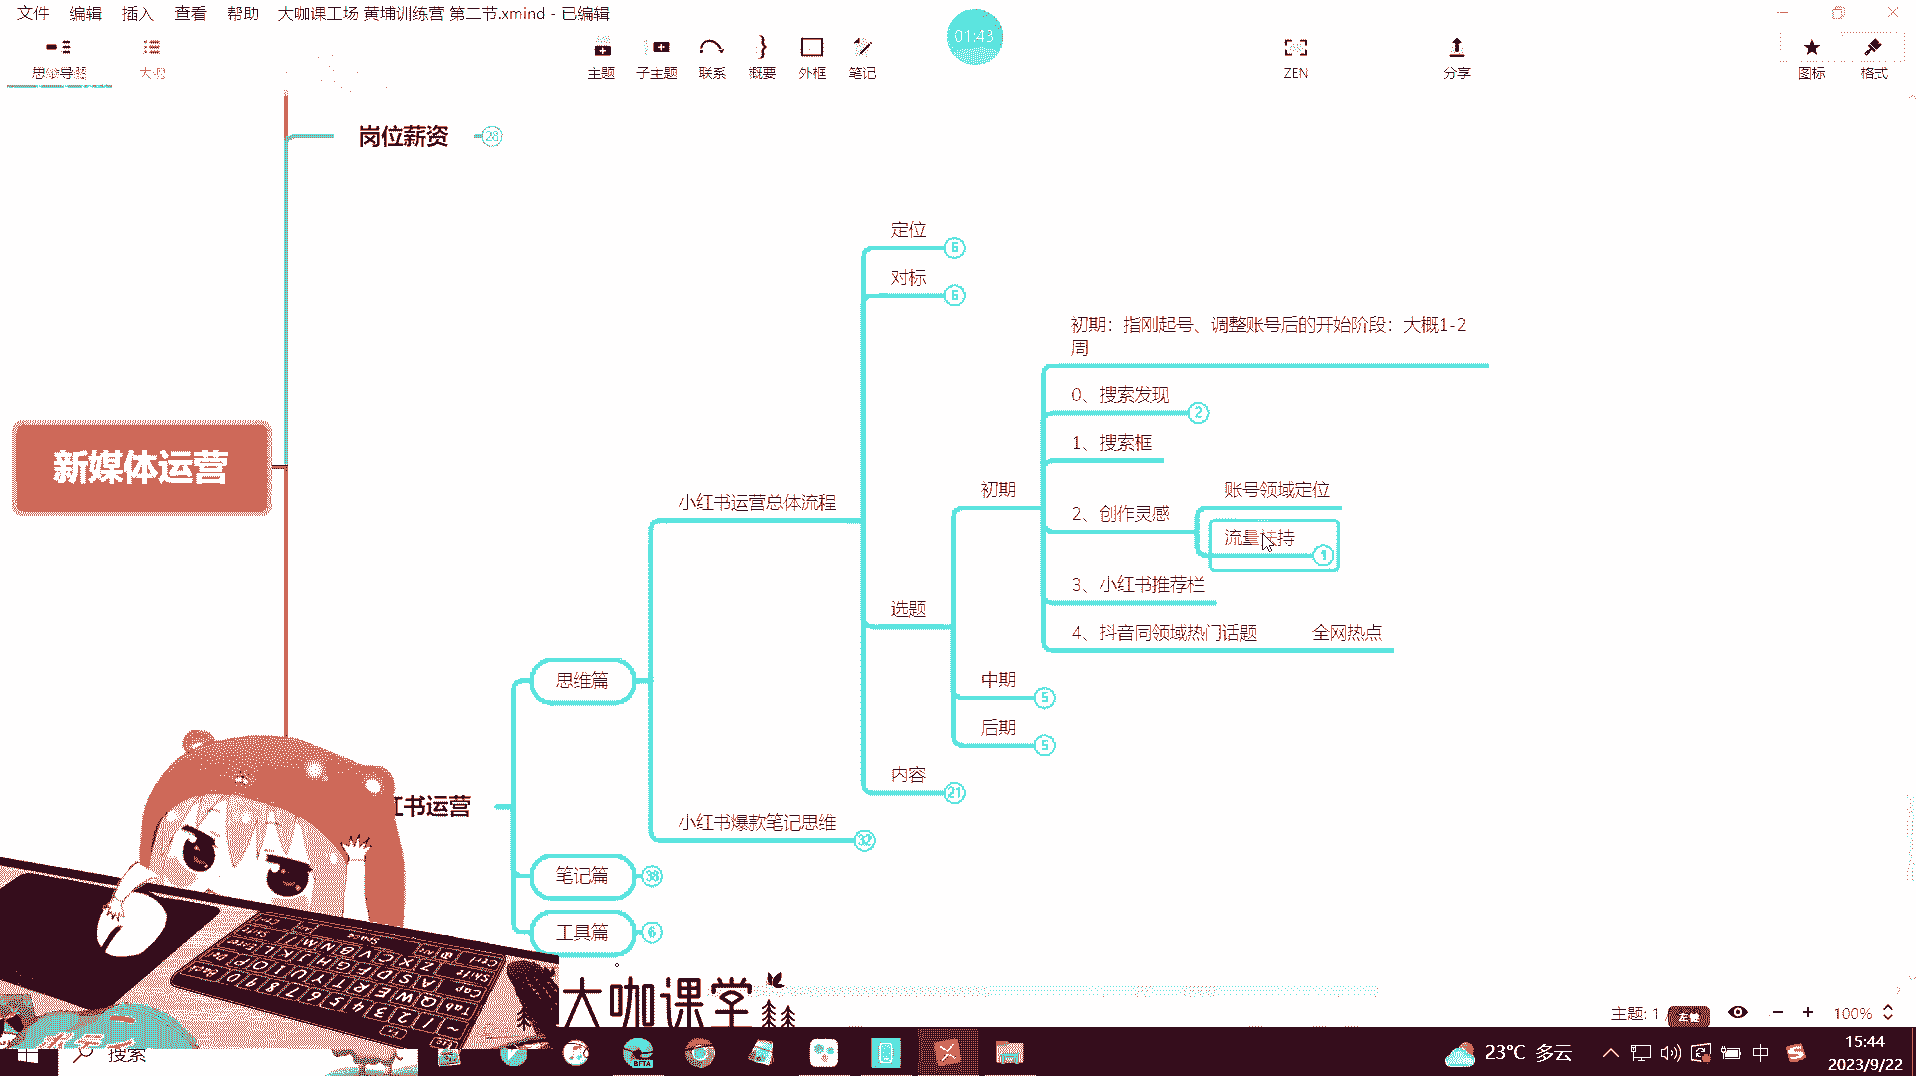 文件 编辑 插入 查看 帮助 大咖课工场 黄埔训练营 第二节.xmind - 已编辑
01:43
思维导图 大纲 主题 子主题 联系 概要 外框 笔记 ZEN 分享 图标 格式
岗位薪资 28
定位 6
对标 6
初期：指刚起号、调整账号后的开始阶段：大概1-2
周
0、搜索发现 2
1、搜索框
新媒体运营
小红书运营总体流程
初期
账号领域定位
2、创作灵感
流量扶持 1
3、小红书推荐栏
选题
4、抖音同领域热门话题 全网热点
思维篇
中期 5
后期 5
内容 21
红书运营
小红书爆款笔记思维 32
笔记篇 38
工具篇 6
大咖课堂
主题: 1
100%
搜索
BETA
23°C 多云
中
15:44
2023/9/22